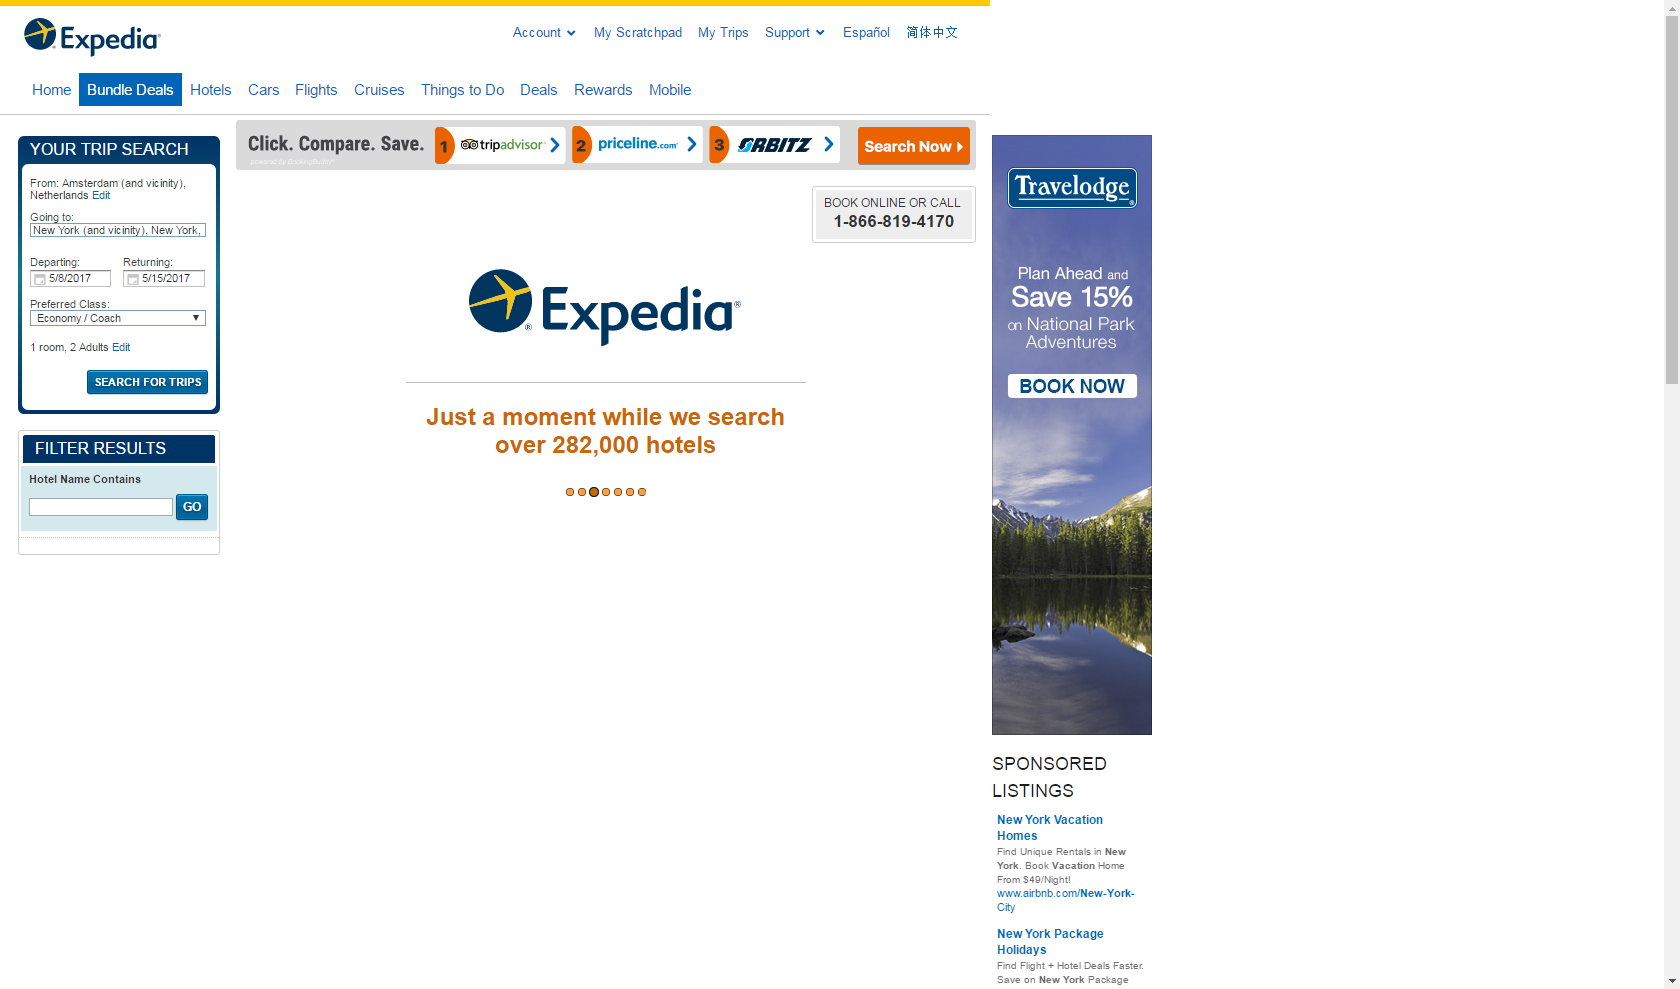 Expedia
Account
My Scratchpad
My Trips
Support
Español
简体中文
Home
Bundle Deals
Hotels
Cars
Flights
Cruises
Things to Do
Deals
Rewards
Mobile
YOUR TRIP SEARCH
From: Amsterdam (and vicinity),
Netherlands Edit
Going to:
New York (and vicinity), New York,
Departing:
Returning:
5/8/2017
5/15/2017
Preferred Class:
Economy / Coach
1 room, 2 Adults Edit
SEARCH FOR TRIPS
FILTER RESULTS
Hotel Name Contains
GO
Click. Compare. Save.
1 tripadvisor
2 priceline.com
3 ORBITZ
Search Now
BOOK ONLINE OR CALL
1-866-819-4170
Expedia
Just a moment while we search
over 282,000 hotels
Travelodge
Plan Ahead and
Save 15%
on National Park
Adventures
BOOK NOW
SPONSORED
LISTINGS
New York Vacation
Homes
Find Unique Rentals in New
York. Book Vacation Home
From $49/Night!
www.airbnb.com/New-York-
City
New York Package
Holidays
Find Flight + Hotel Deals Faster.
Save on New York Package